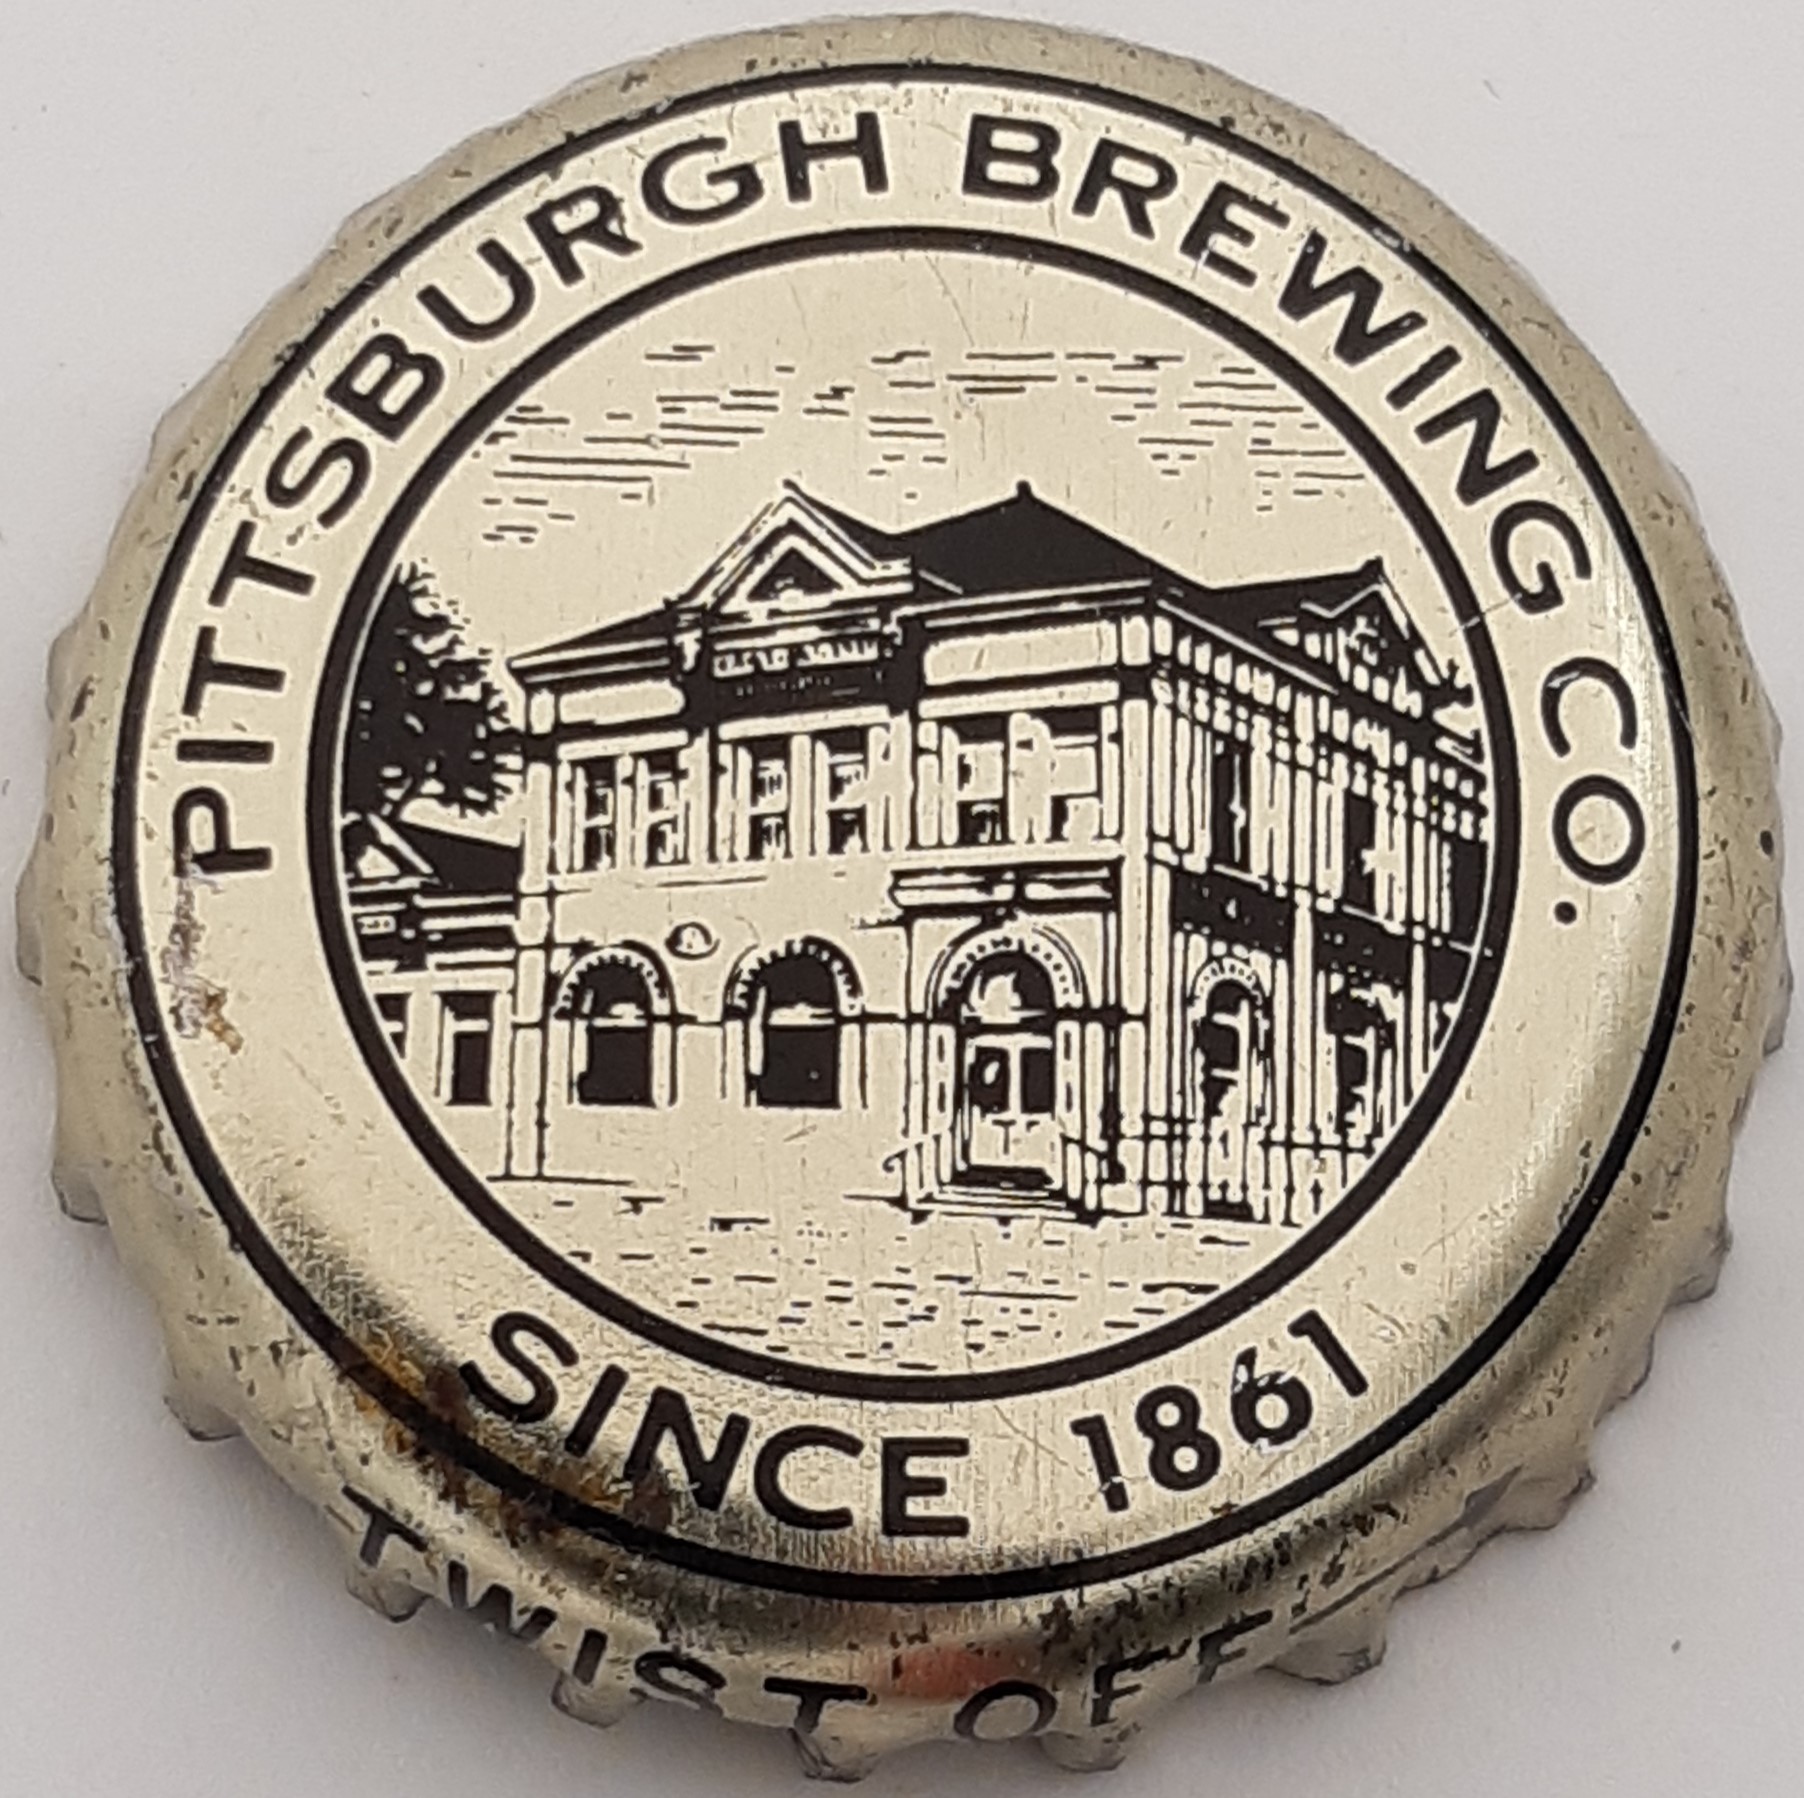 PITTSBURGH BREWING CO.
SINCE 1861
TWIST OFF